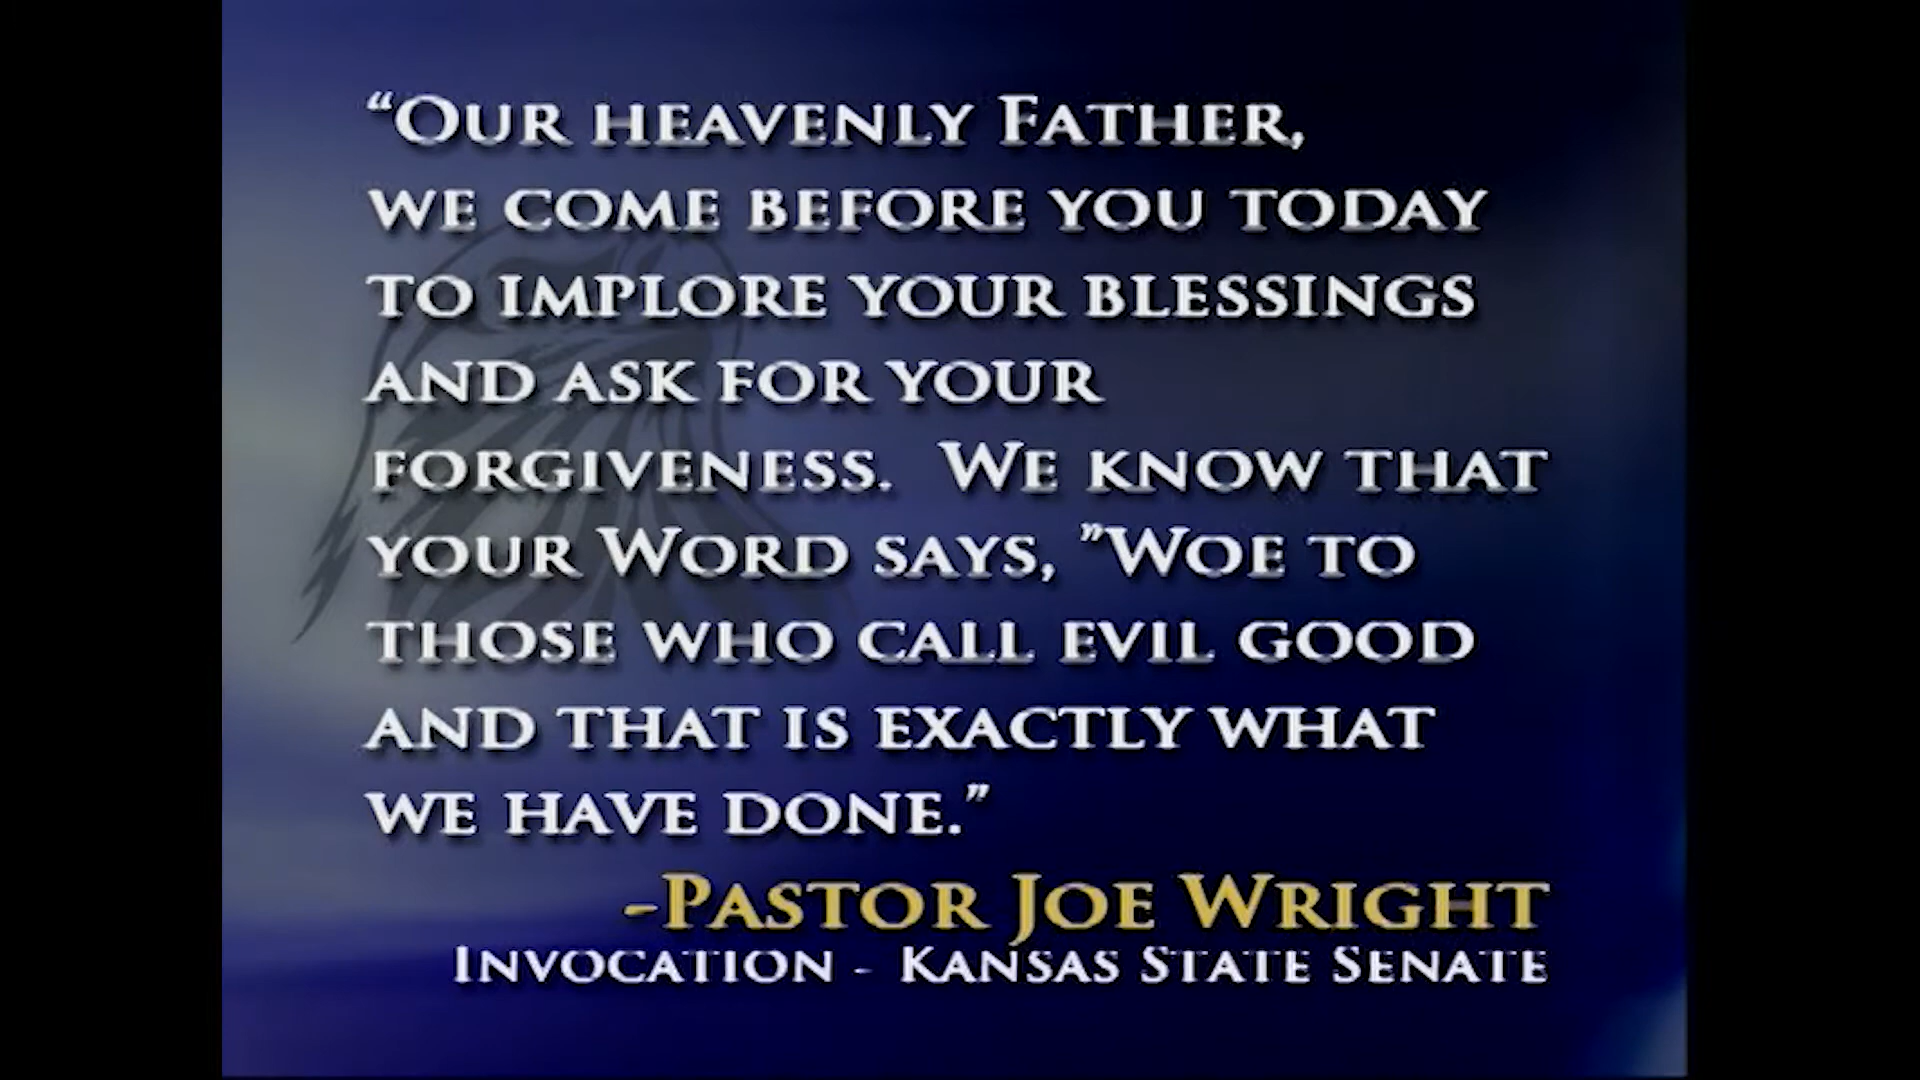 “Our heavenly Father,
we come before you today
to implore your blessings
and ask for your
forgiveness. We know that
your Word says, ”Woe to
those who call evil good
and that is exactly what
we have done.”
-Pastor Joe Wright
Invocation - Kansas State Senate